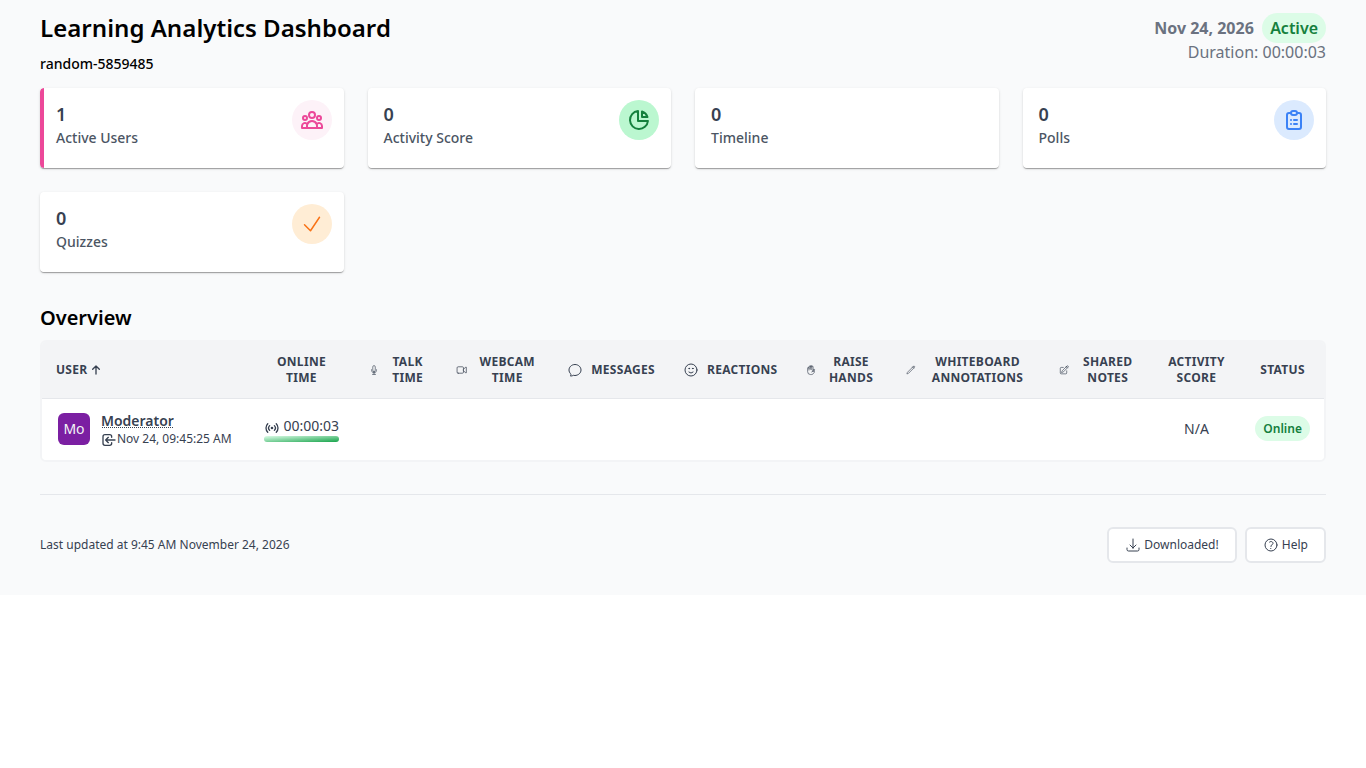 Learning Analytics Dashboard
Nov 24, 2026 Active
Duration: 00:00:03
random-5859485
1
Active Users
0
Activity Score
0
Timeline
0
Polls
0
Quizzes
Overview
USER
ONLINE TIME
TALK TIME
WEBCAM TIME
MESSAGES
REACTIONS
RAISE HANDS
WHITEBOARD ANNOTATIONS
SHARED NOTES
ACTIVITY SCORE
STATUS
Mo
Moderator
Nov 24, 09:45:25 AM
00:00:03
N/A
Online
Last updated at 9:45 AM November 24, 2026
Downloaded!
Help